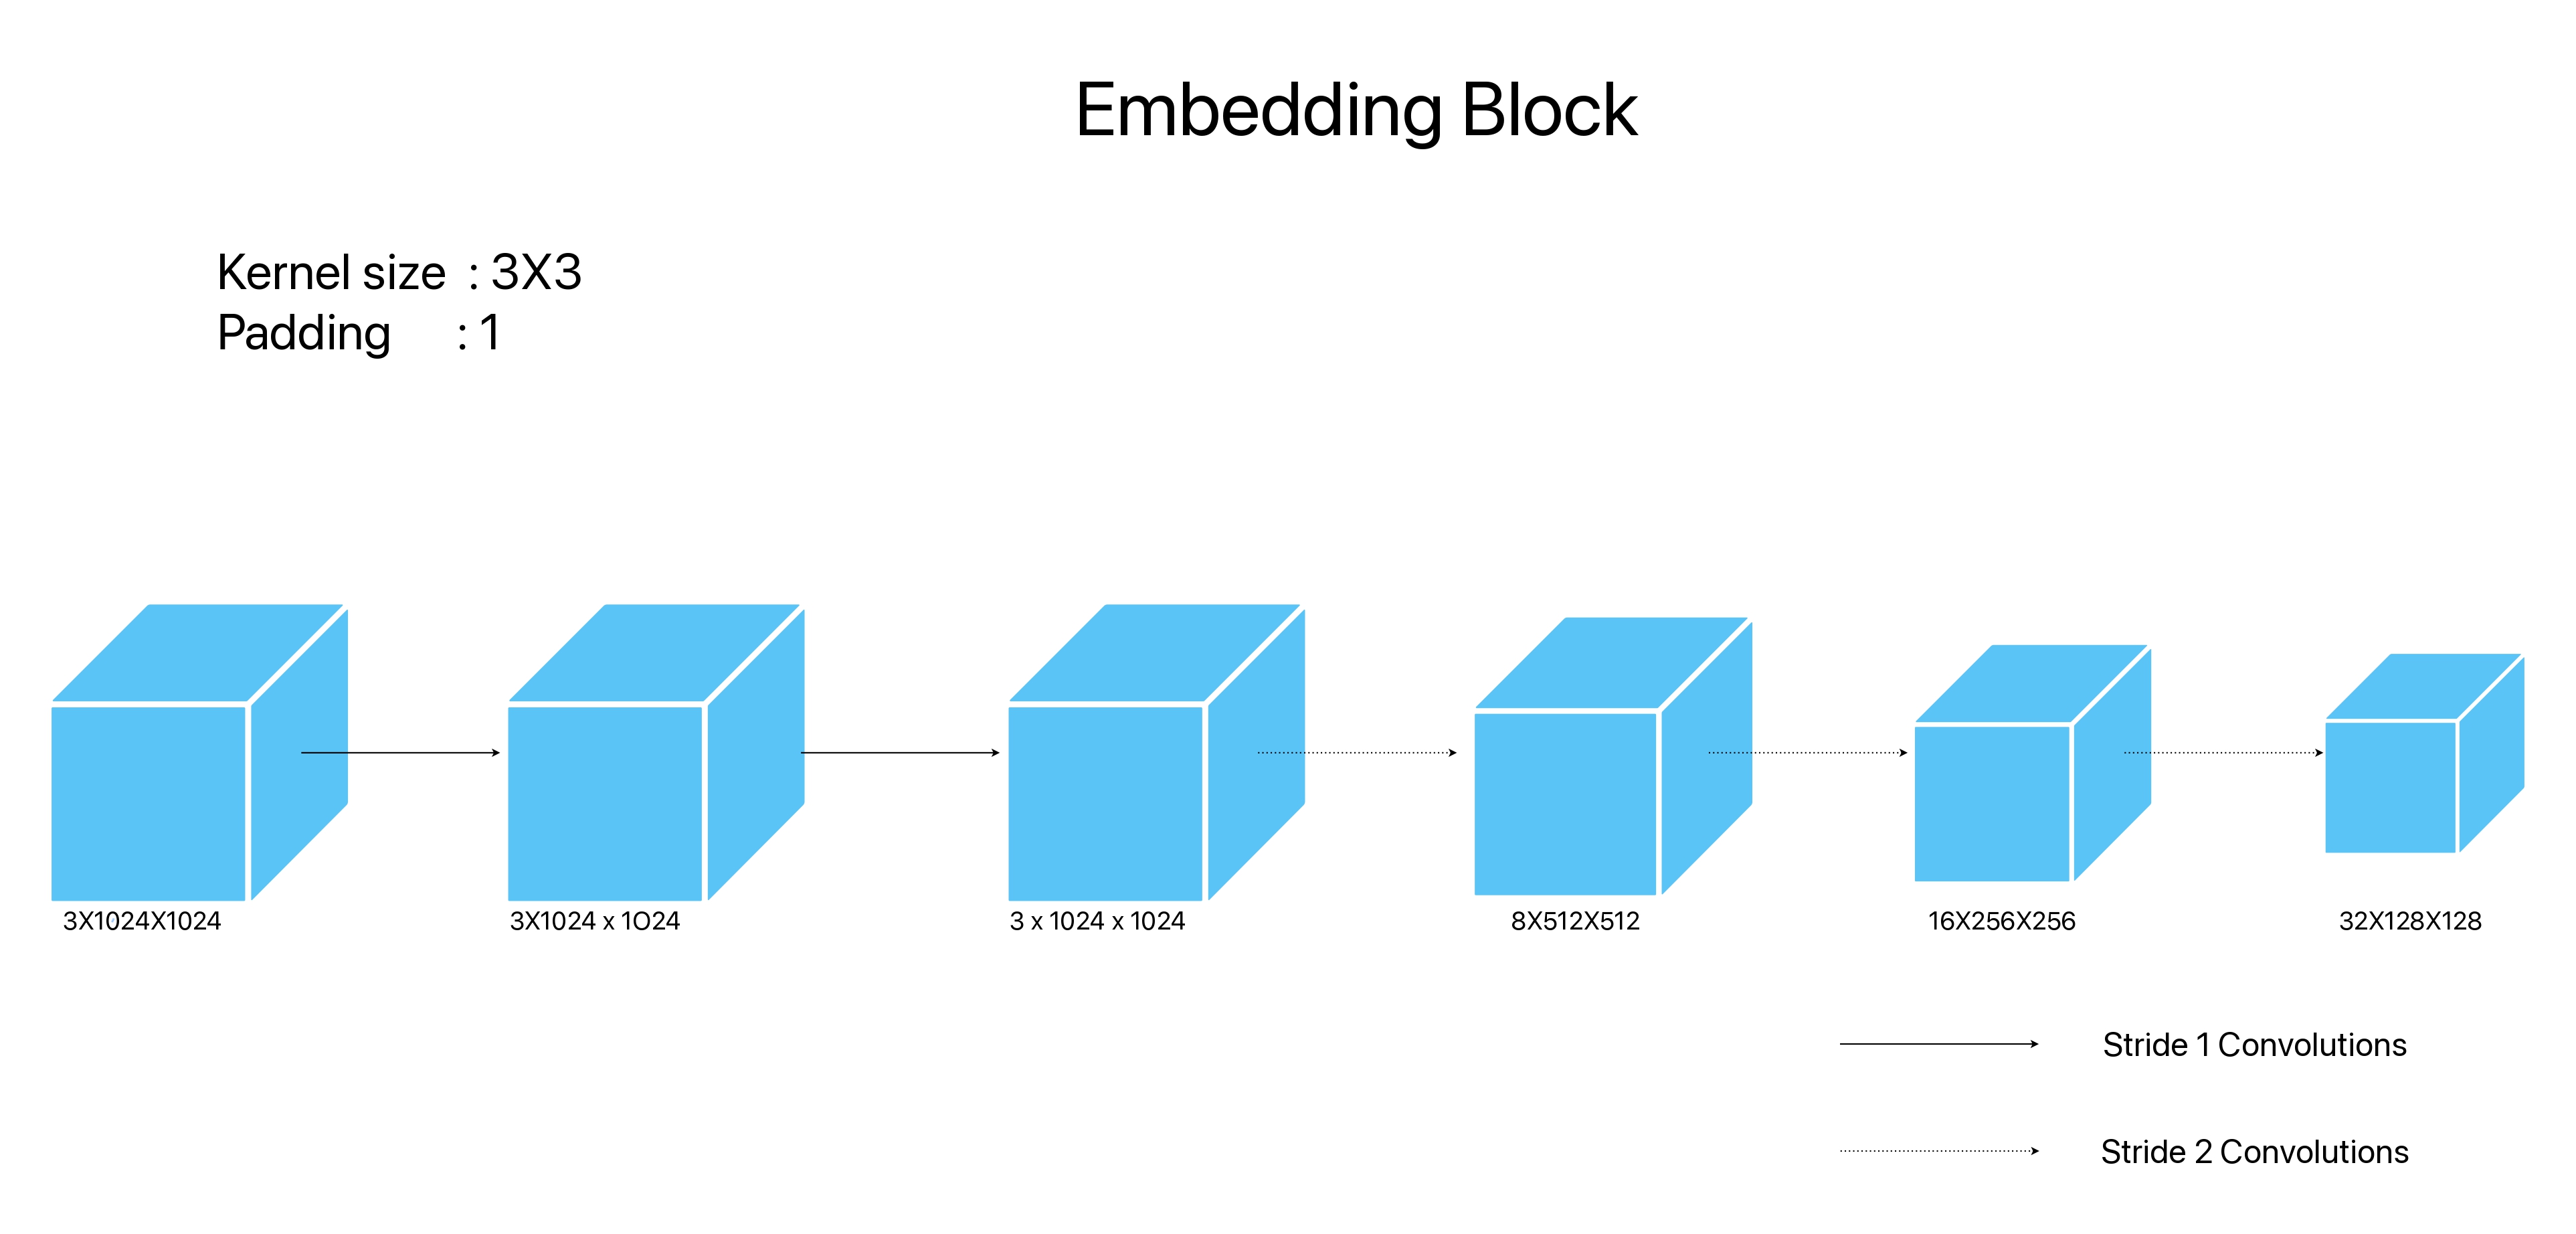 Embedding Block
Kernel size : 3X3
Padding : 1
3X1024X1024
3X1024 x 1O24
3 x 1024 x 1024
8X512X512
16X256X256
32X128X128
Stride 1 Convolutions
Stride 2 Convolutions